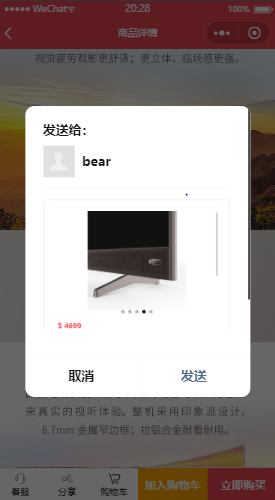 WeChat
20:28
100%
商品详情
视觉疲劳观影更舒适；更立体，临场感更强。
发送给：
bear
$ 4699
取消
发送
来真实的视听体验。整机采用印象派设计，
8.7mm 金属窄边框；拉铝合金耐看耐用。
客服
分享
购物车
加入购物车
立即购买